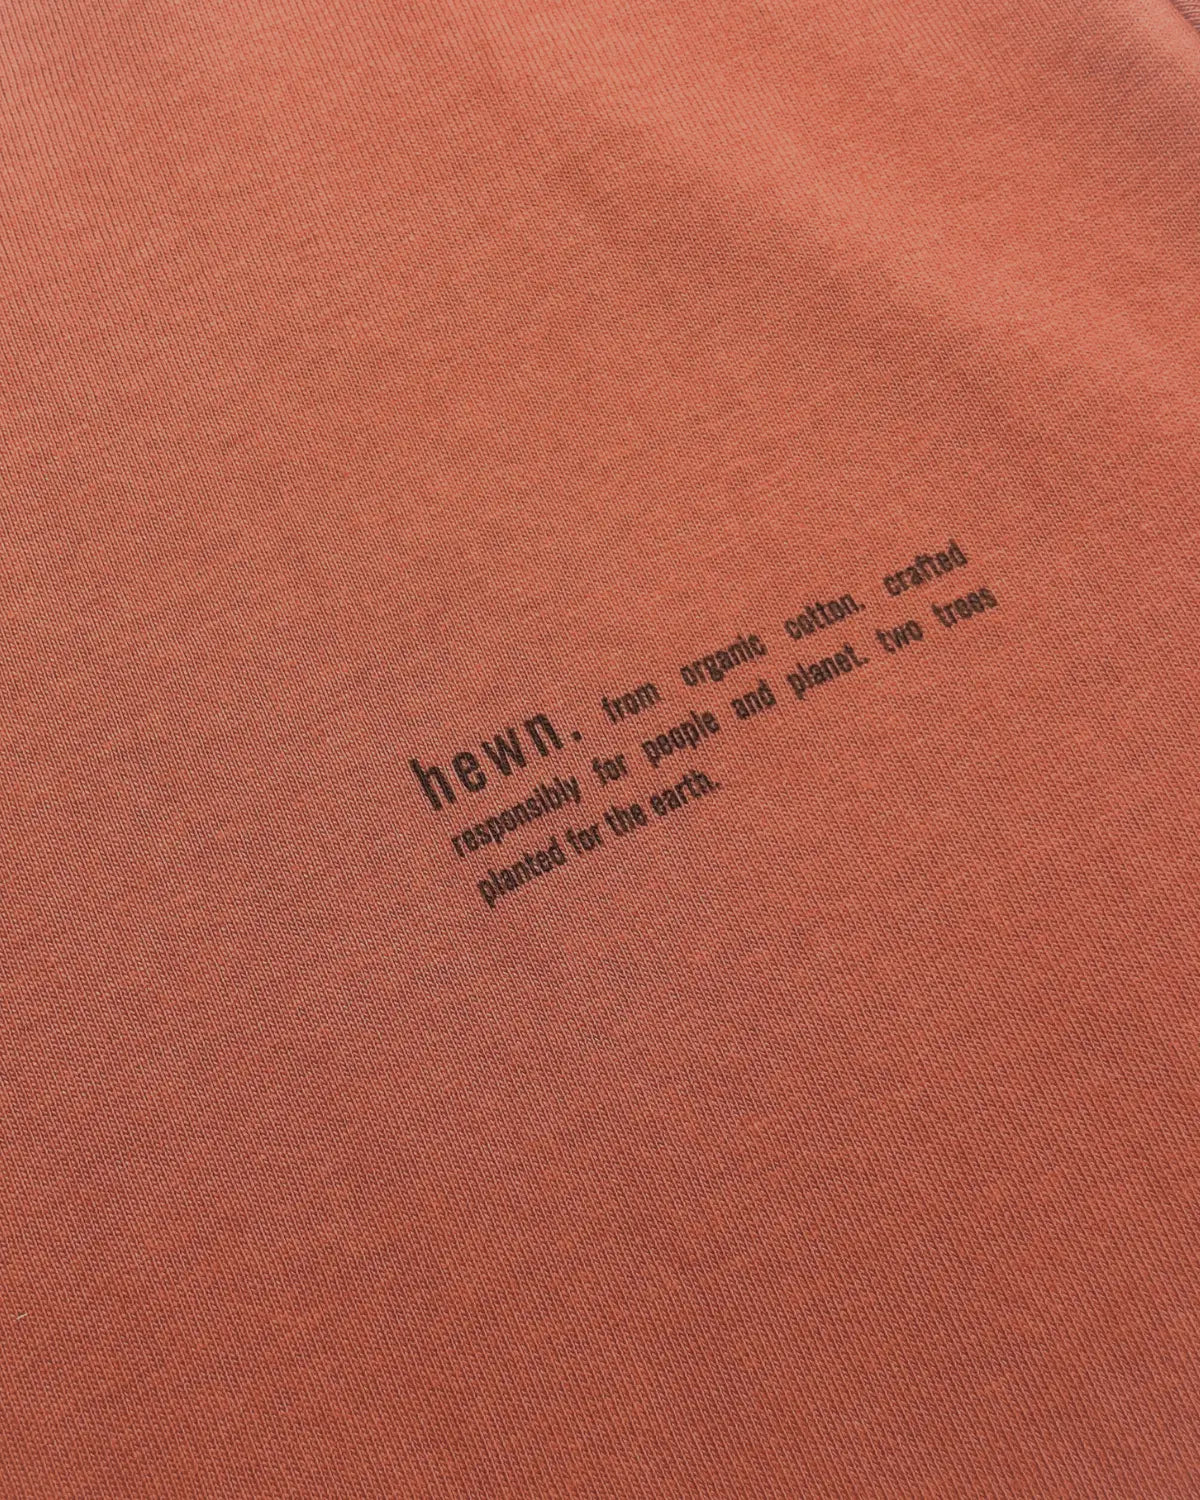 hewn. from organic cotton. crafted
responsibly for people and planet. two trees
planted for the earth.